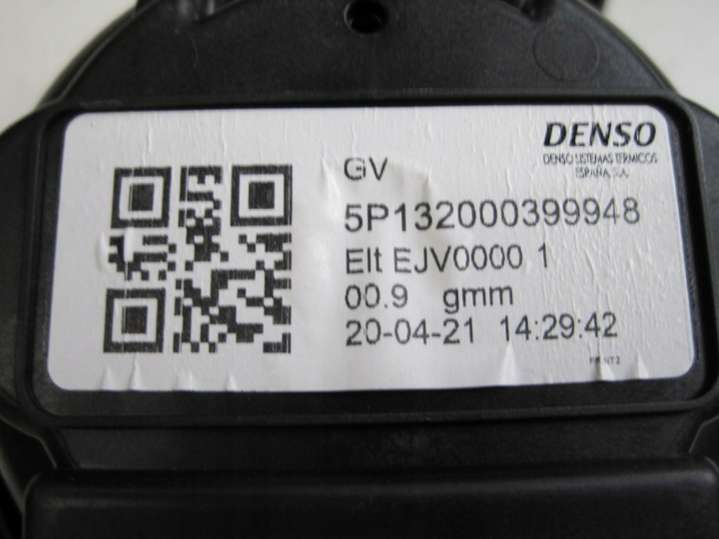 DENSO
DENSO SISTEMAS TERMICOS
ESPAÑA, S.A.
GV
5P132000399948
Elt EJV0000 1
00.9 gmm
20-04-21 14:29:42